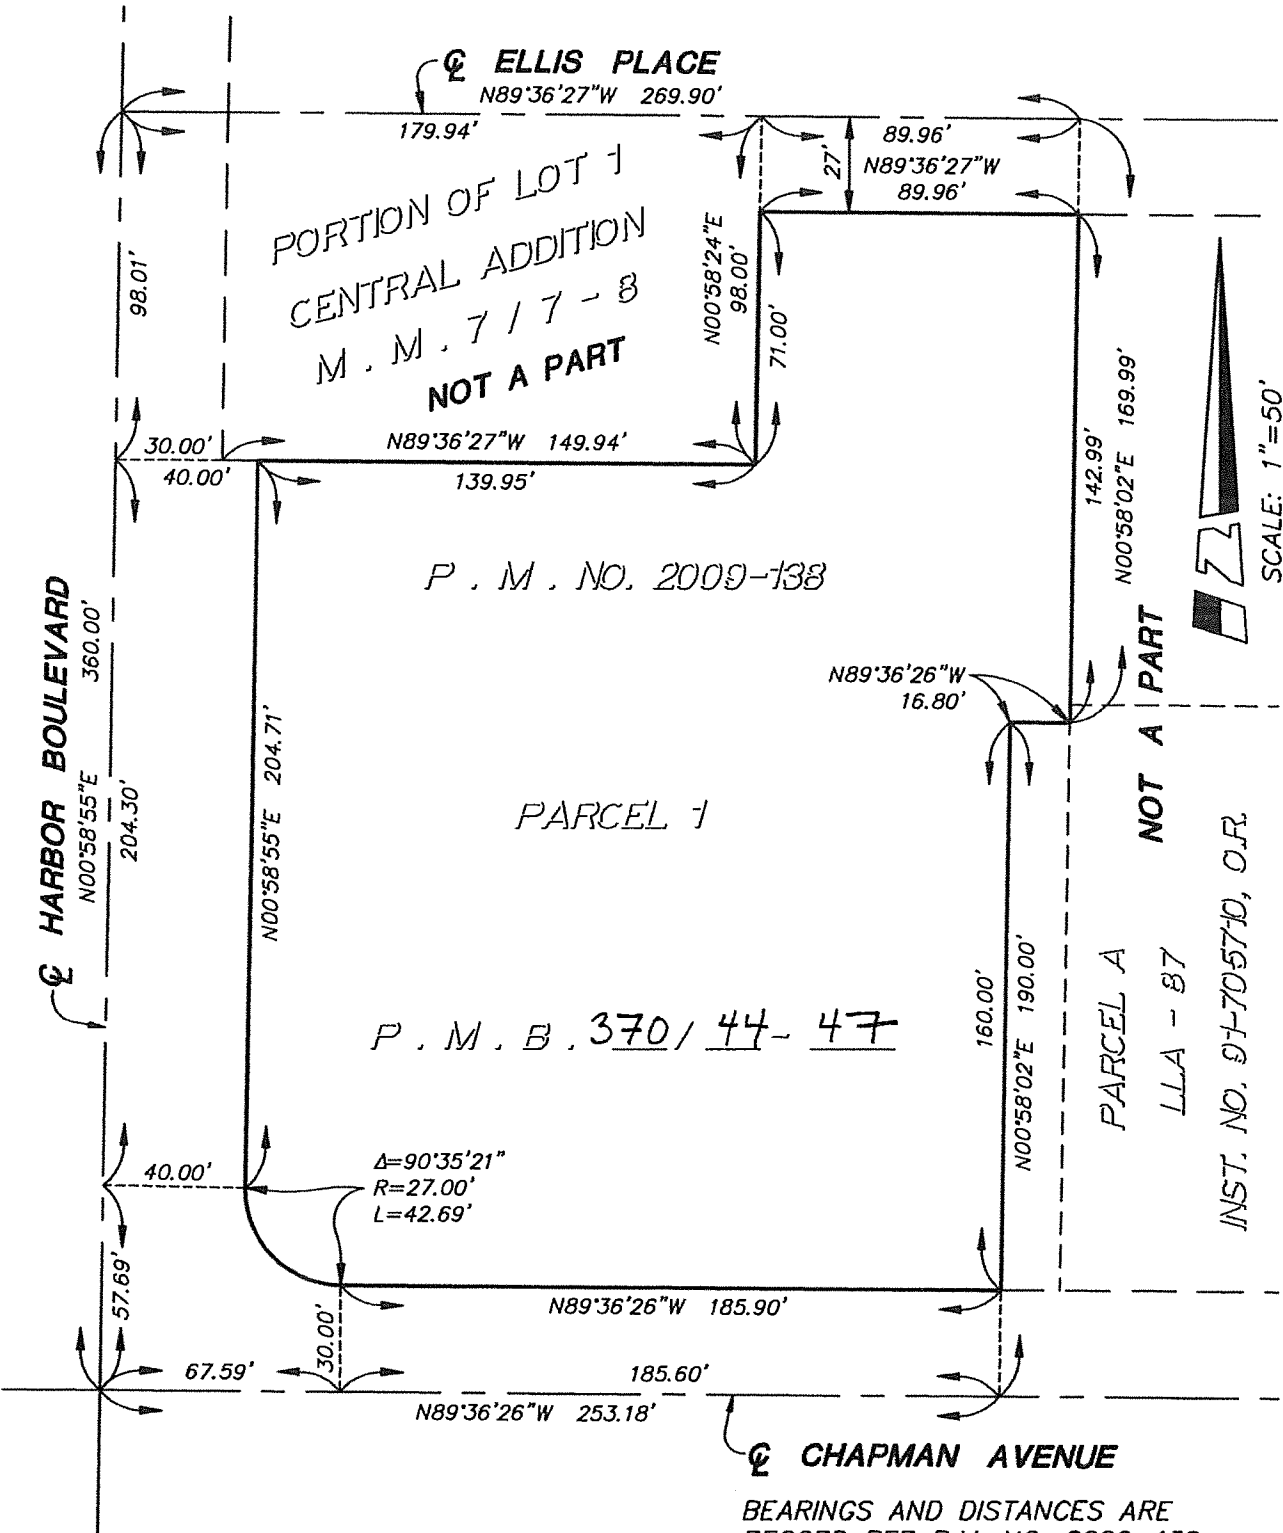 ℄ ELLIS PLACE
N89°36'27"W 269.90'
179.94'
89.96'
27'
N89°36'27"W
89.96'
PORTION OF LOT 1
CENTRAL ADDITION
M.M. 7/7-8
NOT A PART
98.01'
N00°58'24"E
98.00'
71.00'
30.00'
40.00'
N89°36'27"W 149.94'
139.95'
142.99'
N00°58'02"E 169.99'
SCALE: 1"=50'
P.M. NO. 2009-138
℄ HARBOR BOULEVARD
N00°58'55"E 360.00'
204.30'
N00°58'55"E 204.71'
N89°36'26"W
16.80'
NOT A PART
PARCEL 1
P.M.B. 370/44-47
160.00'
N00°58'02"E 190.00'
PARCEL A
LLA - 87
INST. NO. 91-705710, O.R.
40.00'
Δ=90°35'21"
R=27.00'
L=42.69'
57.69'
30.00'
N89°36'26"W 185.90'
67.59'
185.60'
N89°36'26"W 253.18'
℄ CHAPMAN AVENUE
BEARINGS AND DISTANCES ARE